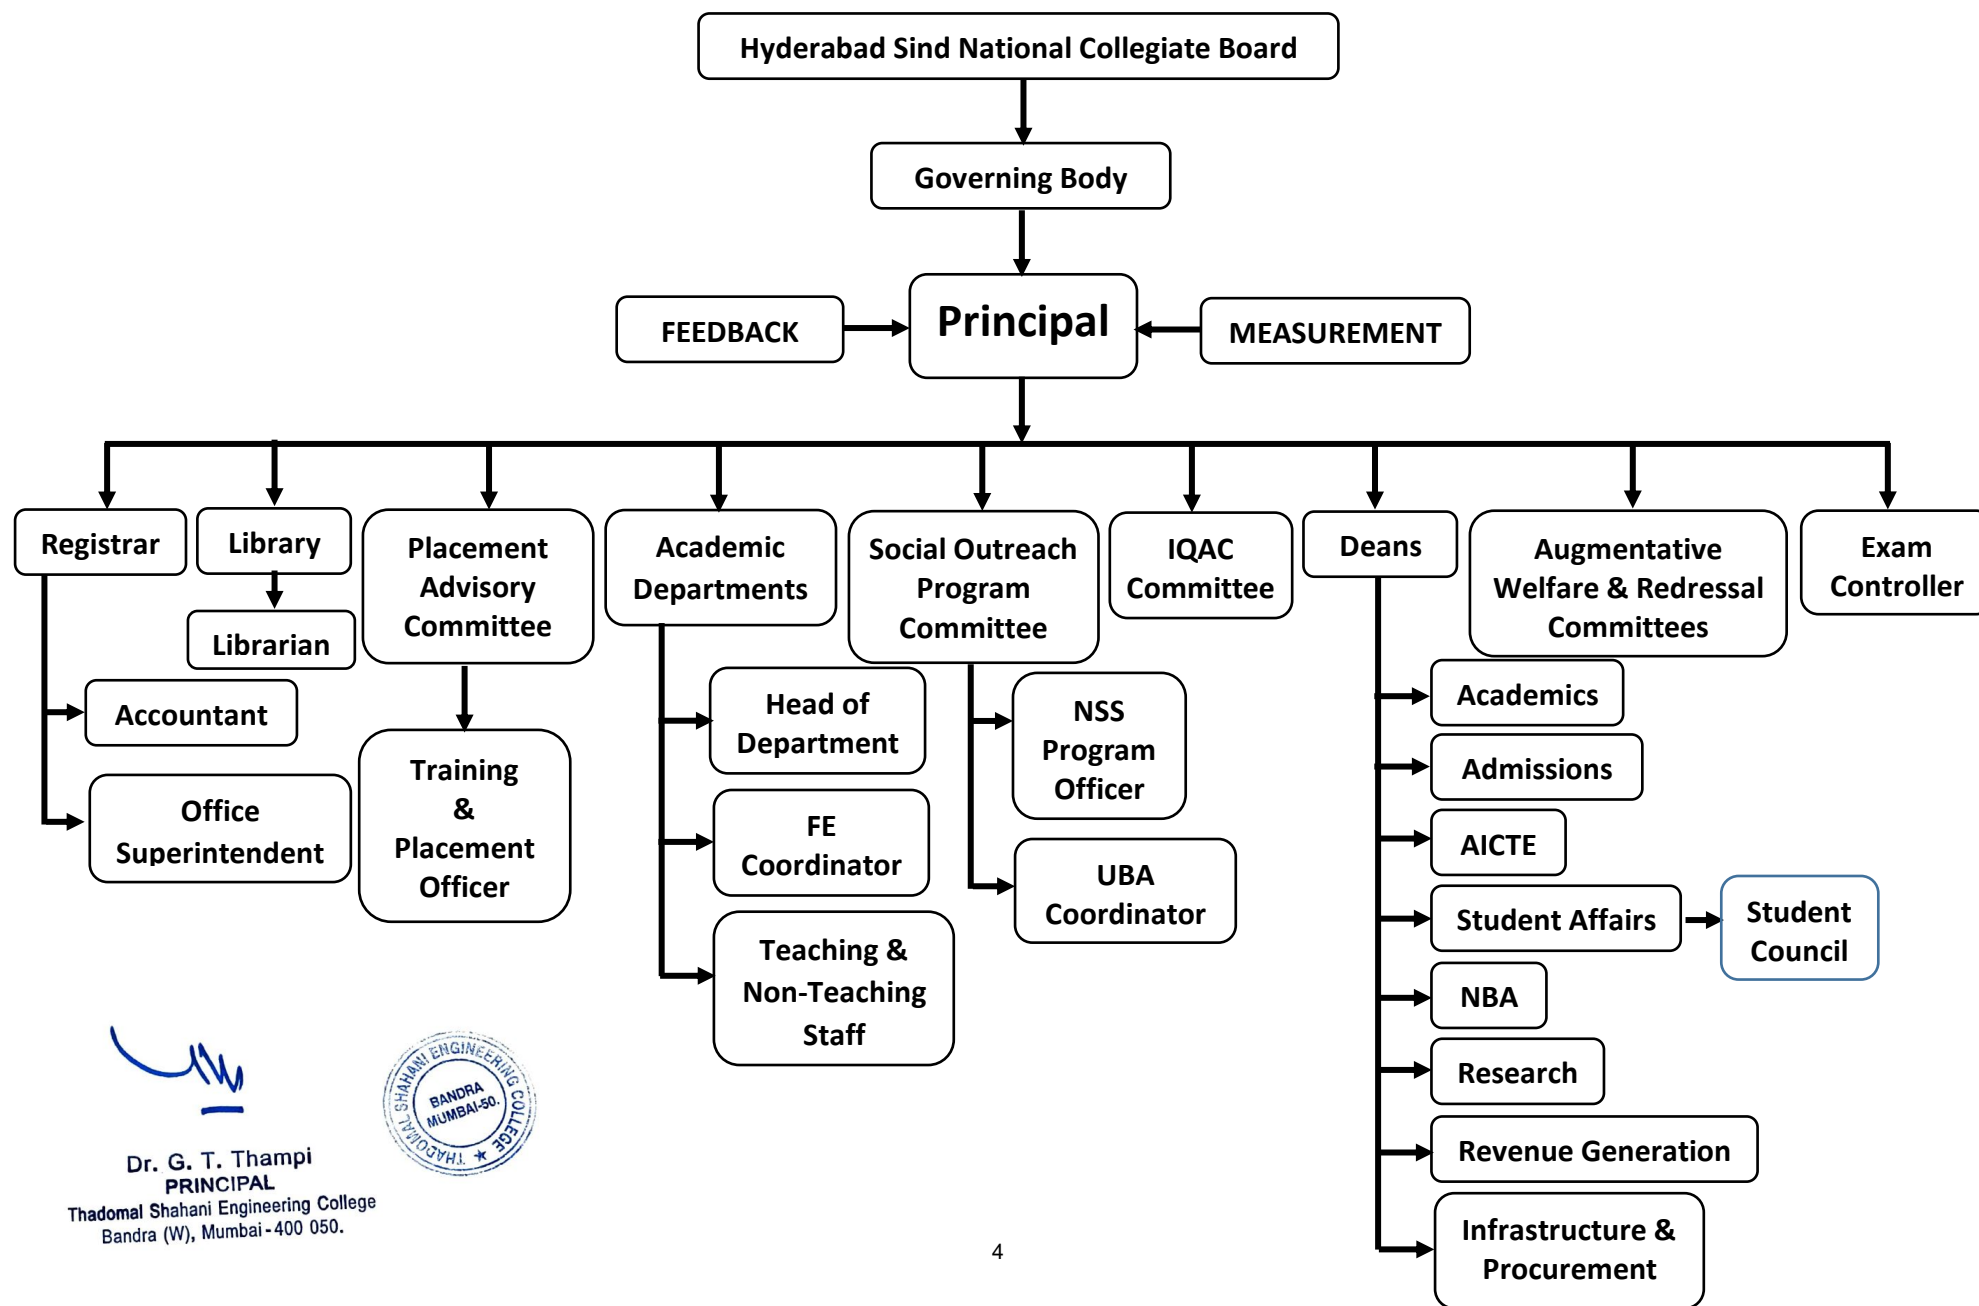 Hyderabad Sind National Collegiate Board
Governing Body
FEEDBACK
Principal
MEASUREMENT
Registrar
Library
Librarian
Accountant
Office
Superintendent
Placement
Advisory
Committee
Training
&
Placement
Officer
Academic
Departments
Head of
Department
FE
Coordinator
Teaching &
Non-Teaching
Staff
Social Outreach
Program
Committee
NSS
Program
Officer
UBA
Coordinator
IQAC
Committee
Deans
Academics
Admissions
AICTE
Student Affairs
Student
Council
NBA
Research
Revenue Generation
Infrastructure &
Procurement
Augmentative
Welfare & Redressal
Committees
Exam
Controller
Dr. G. T. Thampi
PRINCIPAL
Thadomal Shahani Engineering College
Bandra (W), Mumbai - 400 050.
THADOMAL SHAHANI ENGINEERING COLLEGE ★
BANDRA
MUMBAI-50.
4